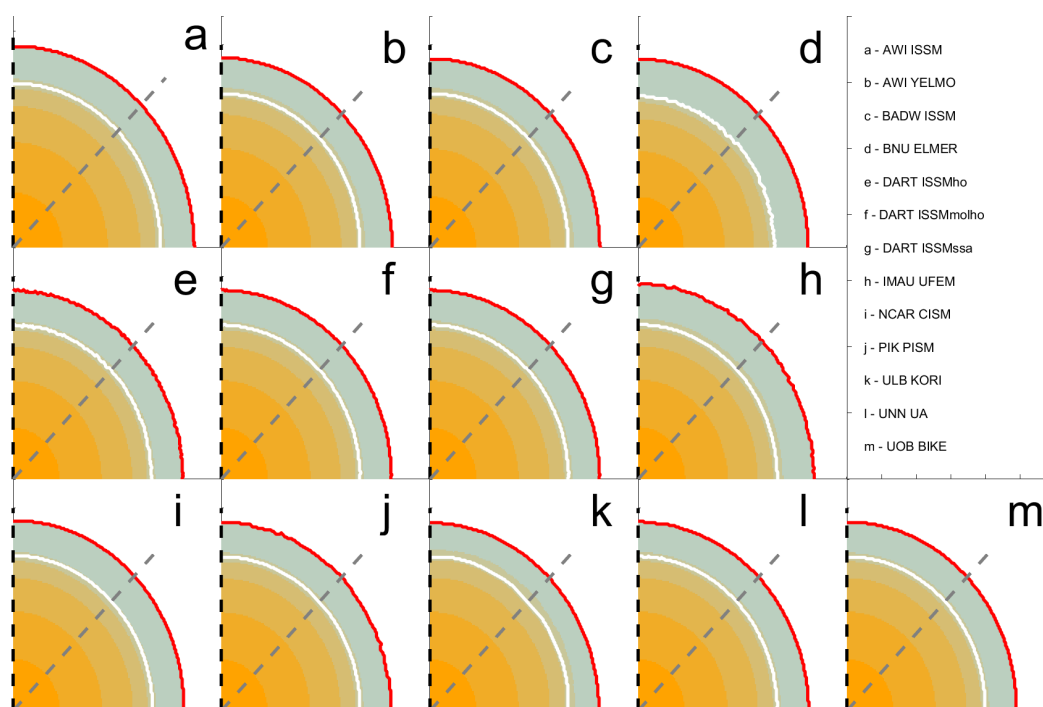 a
b
c
d
e
f
g
h
i
j
k
l
m
a - AWI ISSM
b - AWI YELMO
c - BADW ISSM
d - BNU ELMER
e - DART ISSMho
f - DART ISSMmolho
g - DART ISSMssa
h - IMAU UFEM
i - NCAR CISM
j - PIK PISM
k - ULB KORI
l - UNN UA
m - UOB BIKE